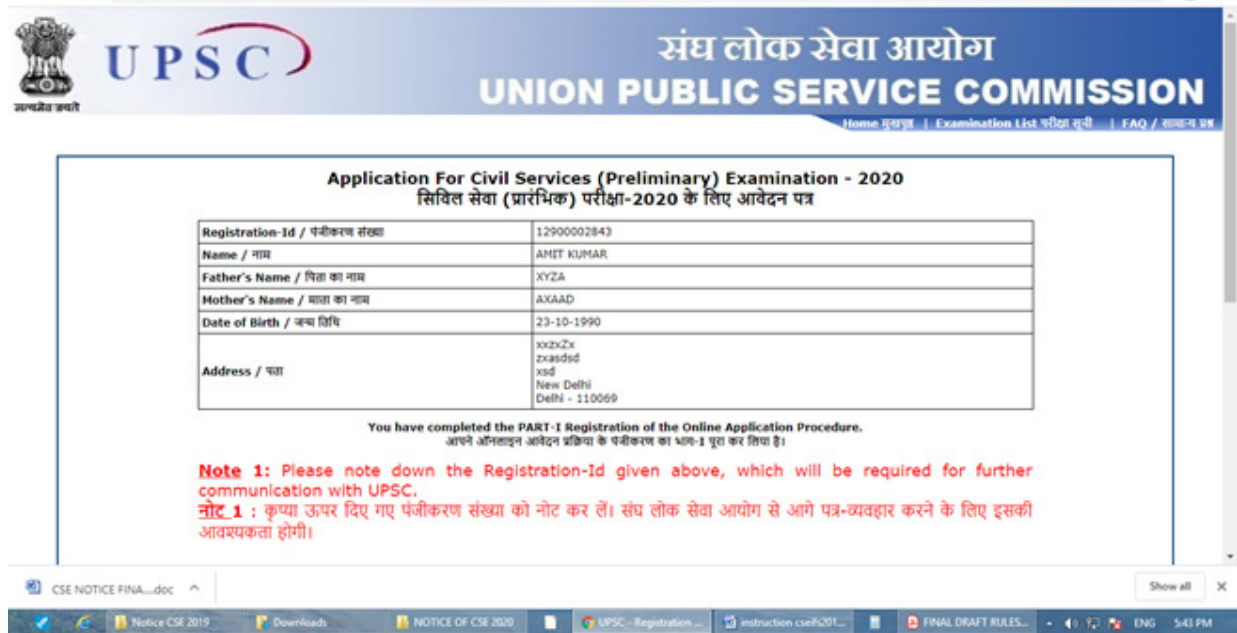 UPSC
सत्यमेव जयते
संघ लोक सेवा आयोग
UNION PUBLIC SERVICE COMMISSION
Home मुखपृष्ठ | Examination List परीक्षा सूची | FAQ / सामान्य प्रश्न
Application For Civil Services (Preliminary) Examination - 2020
सिविल सेवा (प्रारंभिक) परीक्षा-2020 के लिए आवेदन पत्र
Registration-Id / पंजीकरण संख्या 12900002843
Name / नाम AMIT KUMAR
Father's Name / पिता का नाम XYZA
Mother's Name / माता का नाम AXAAD
Date of Birth / जन्म तिथि 23-10-1990
Address / पता
xxzxZx
zxasdsd
xsd
New Delhi
Delhi - 110069
You have completed the PART-I Registration of the Online Application Procedure.
आपने ऑनलाइन आवेदन प्रक्रिया के पंजीकरण का भाग-I पूरा कर लिया है।
Note 1: Please note down the Registration-Id given above, which will be required for further
communication with UPSC.
नोट 1 : कृप्या ऊपर दिए गए पंजीकरण संख्या को नोट कर लें। संघ लोक सेवा आयोग से आगे पत्र-व्यवहार करने के लिए इसकी
आवश्यकता होगी।
CSE NOTICE FINA....doc Show all
Notice CSE 2019 Downloads NOTICE OF CSE 2020 UPSC - Registration ... instruction cseifs201... FINAL DRAFT RULES... ENG 5:43 PM